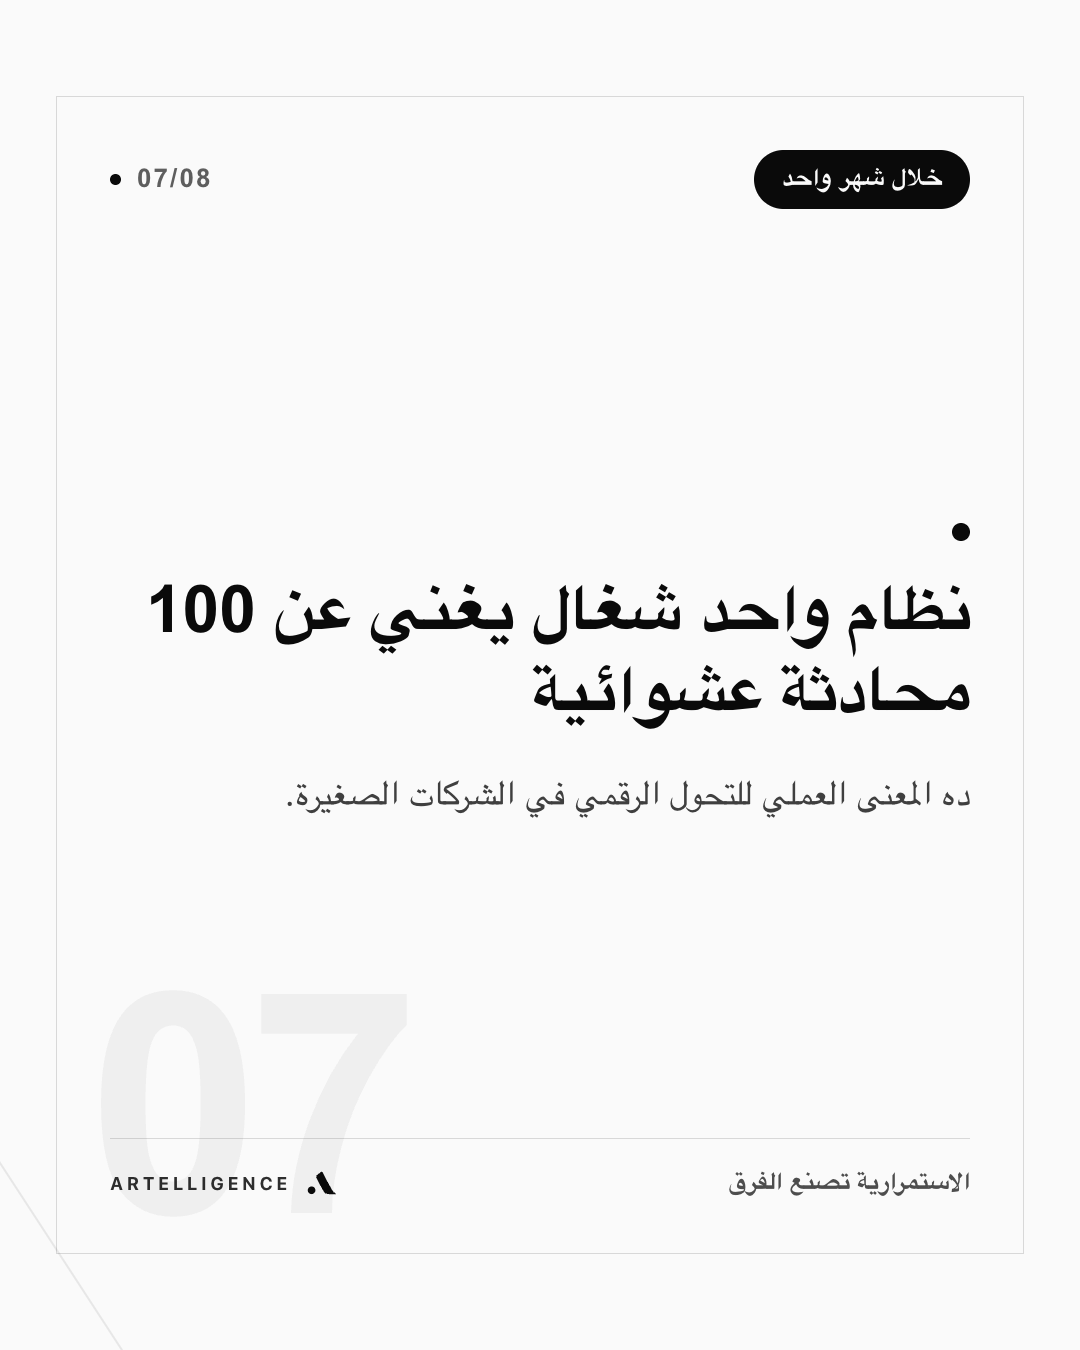 خلال شهر واحد
07/08
نظام واحد شغال يغني عن 100
محادثة عشوائية
ده المعنى العملي للتحول الرقمي في الشركات الصغيرة.
07
الاستمرارية تصنع الفرق
ARTELLIGENCE